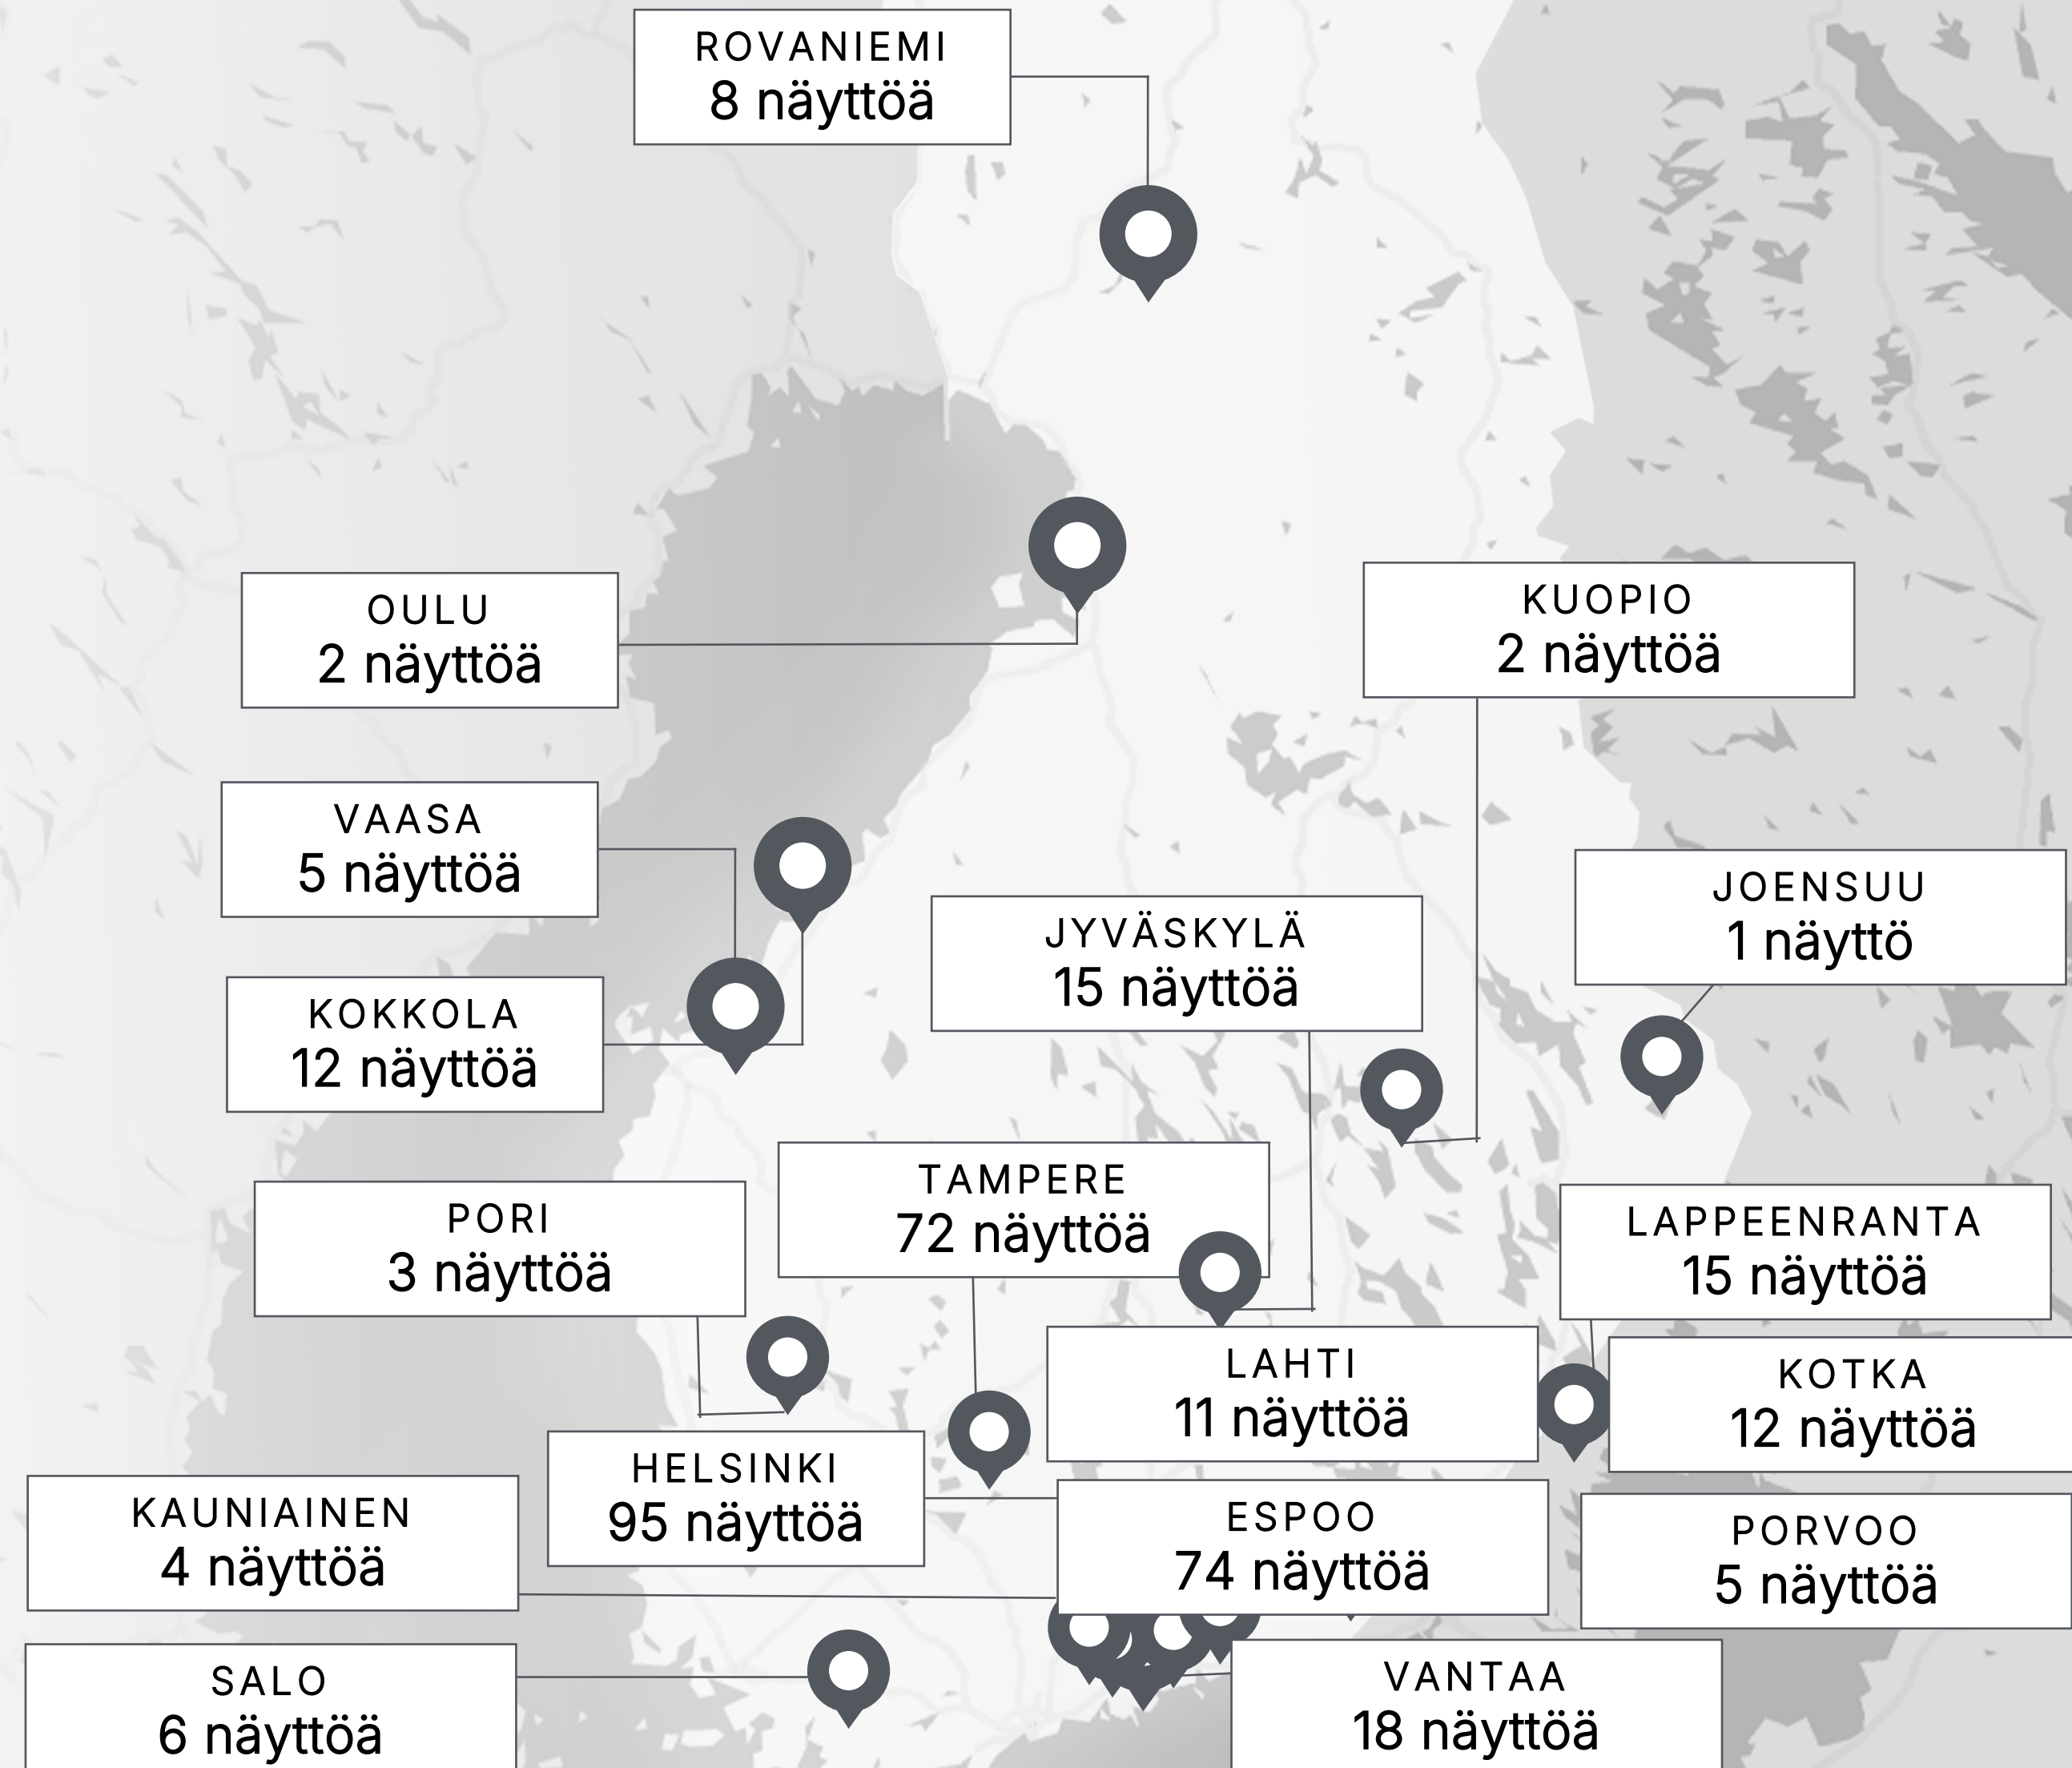 ROVANIEMI
8 näyttöä
OULU
2 näyttöä
KUOPIO
2 näyttöä
VAASA
5 näyttöä
JOENSUU
1 näyttö
JYVÄSKYLÄ
15 näyttöä
KOKKOLA
12 näyttöä
TAMPERE
72 näyttöä
PORI
3 näyttöä
LAPPEENRANTA
15 näyttöä
LAHTI
11 näyttöä
KOTKA
12 näyttöä
HELSINKI
95 näyttöä
KAUNIAINEN
4 näyttöä
ESPOO
74 näyttöä
PORVOO
5 näyttöä
SALO
6 näyttöä
VANTAA
18 näyttöä